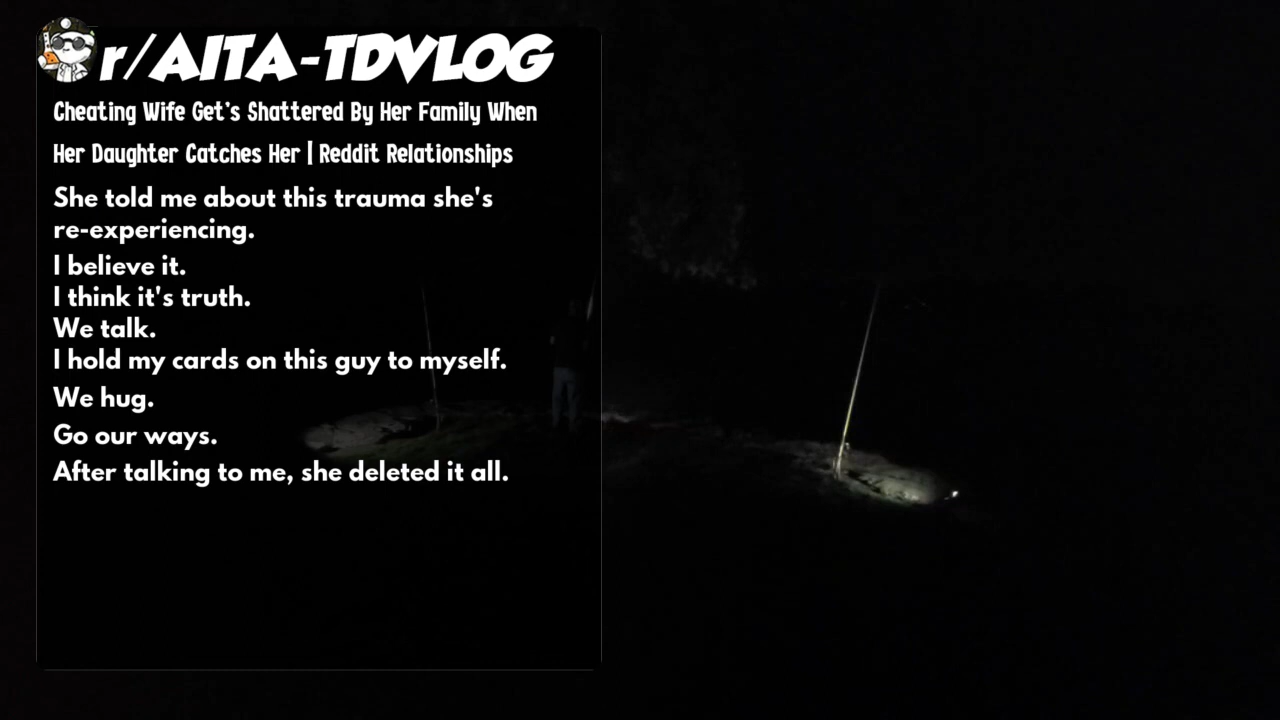 r/AITA-TDVLOG
Cheating Wife Get's Shattered By Her Family When
Her Daughter Catches Her | Reddit Relationships
She told me about this trauma she's
re-experiencing.
I believe it.
I think it's truth.
We talk.
I hold my cards on this guy to myself.
We hug.
Go our ways.
After talking to me, she deleted it all.